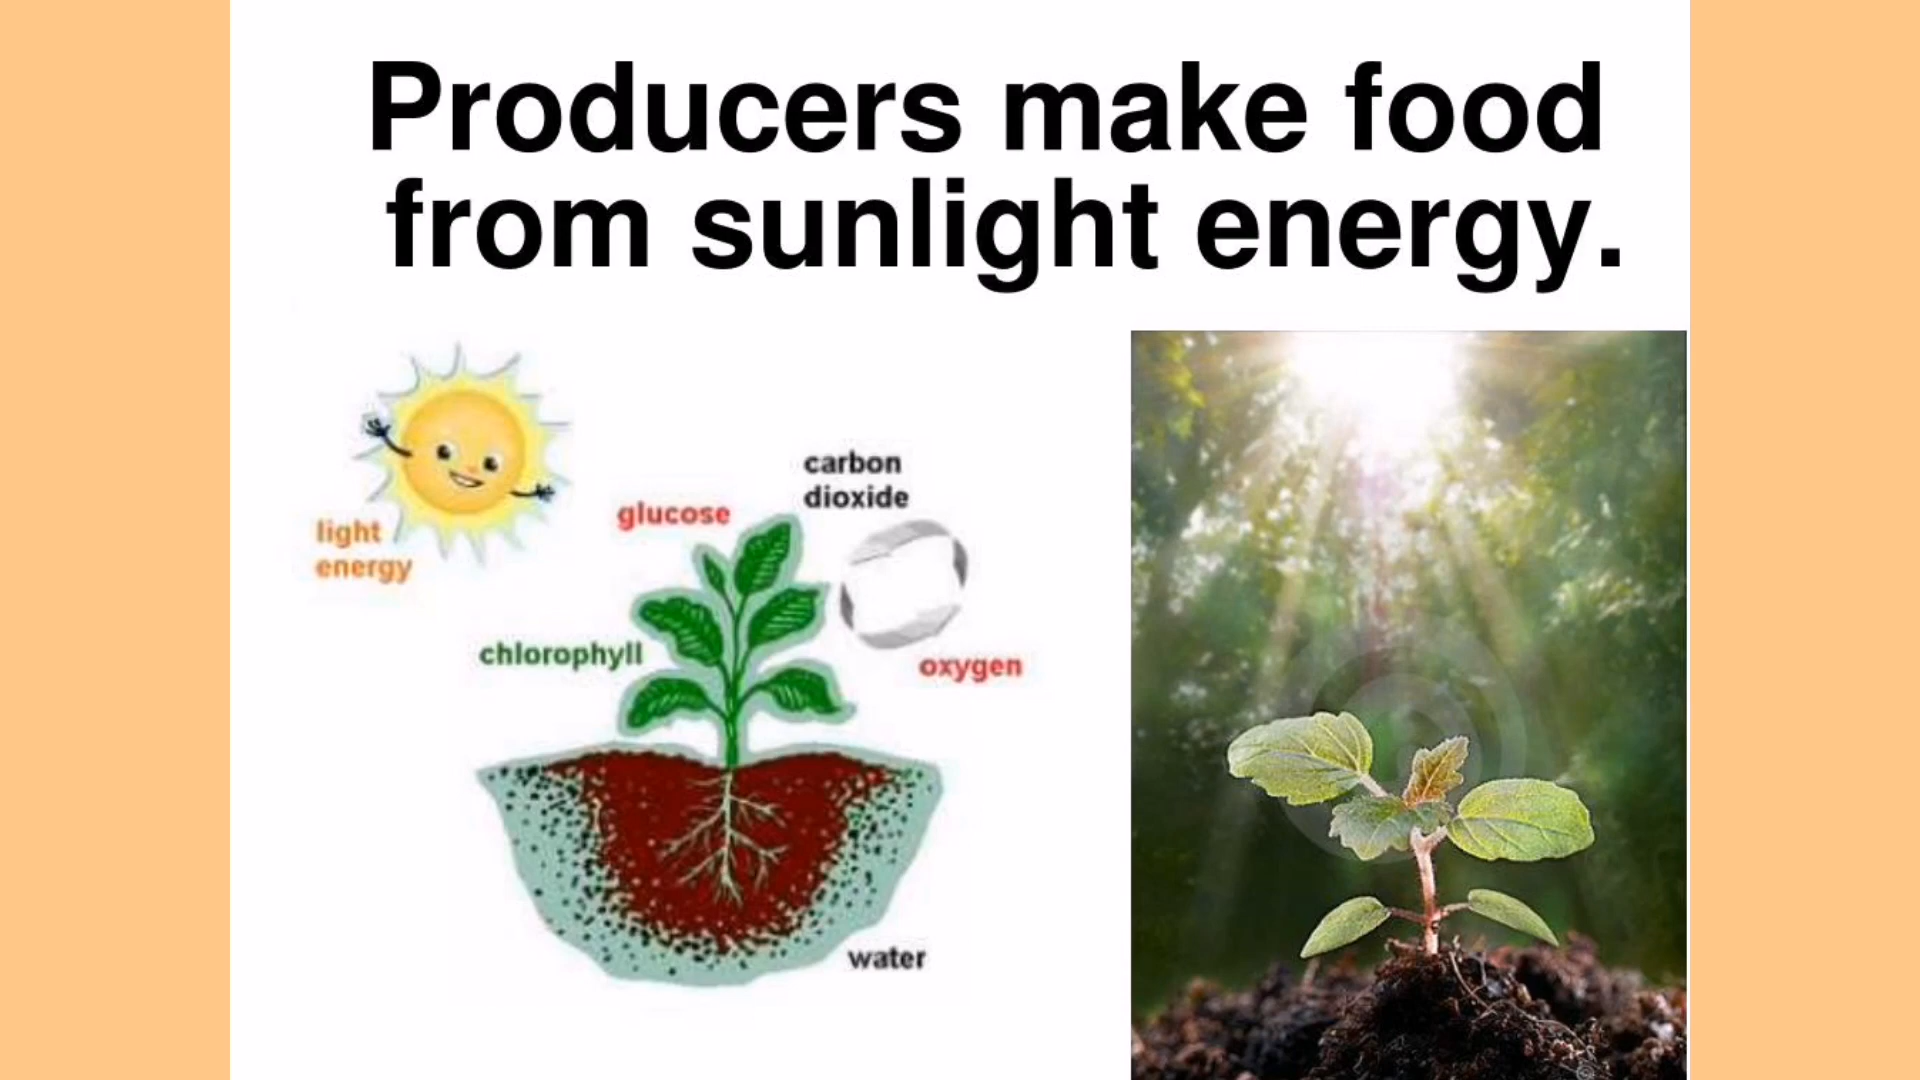 Producers make food
from sunlight energy.
light
energy
glucose
carbon
dioxide
chlorophyll
oxygen
water